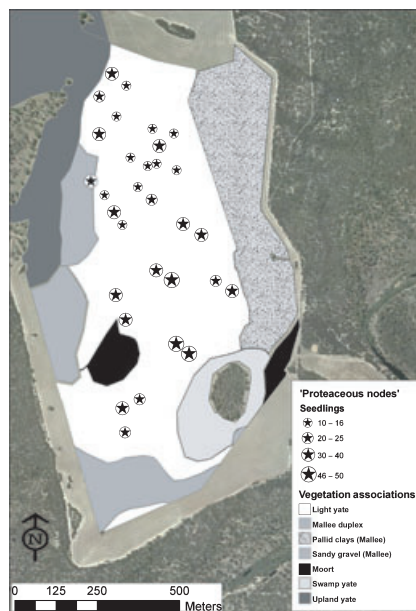 'Proteaceous nodes'
Seedlings
10 – 16
20 – 25
30 – 40
46 – 50
Vegetation associations
Light yate
Mallee duplex
Pallid clays (Mallee)
Sandy gravel (Mallee)
Moort
Swamp yate
Upland yate
N
0 125 250 500
Meters